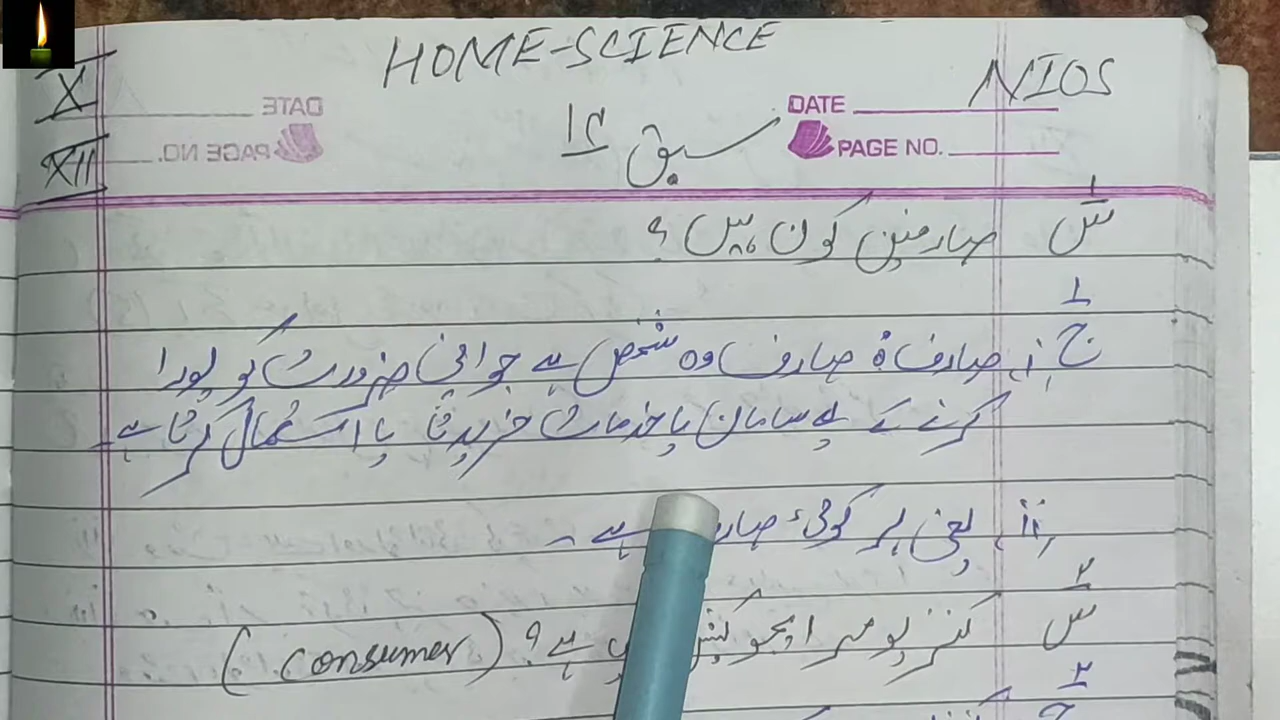 HOME-SCIENCE
X
NIOS
DATE
PAGE NO.
DATE
PAGE NO.
سبق ۱۴
XII
س ۱ صارفین کون ہیں؟
ج ۱ i, صارف: صارف وہ شخص ہے جو اپنی ضرورت کو پورا
کرنے کے لیے سامان یا خدمات خریدتا یا استعمال کرتا ہے۔
ii, یعنی ہر کوئی ہے۔
س ۲ کنزیومر ایجوکیشن ہے؟ (Consumer)
ج ۲